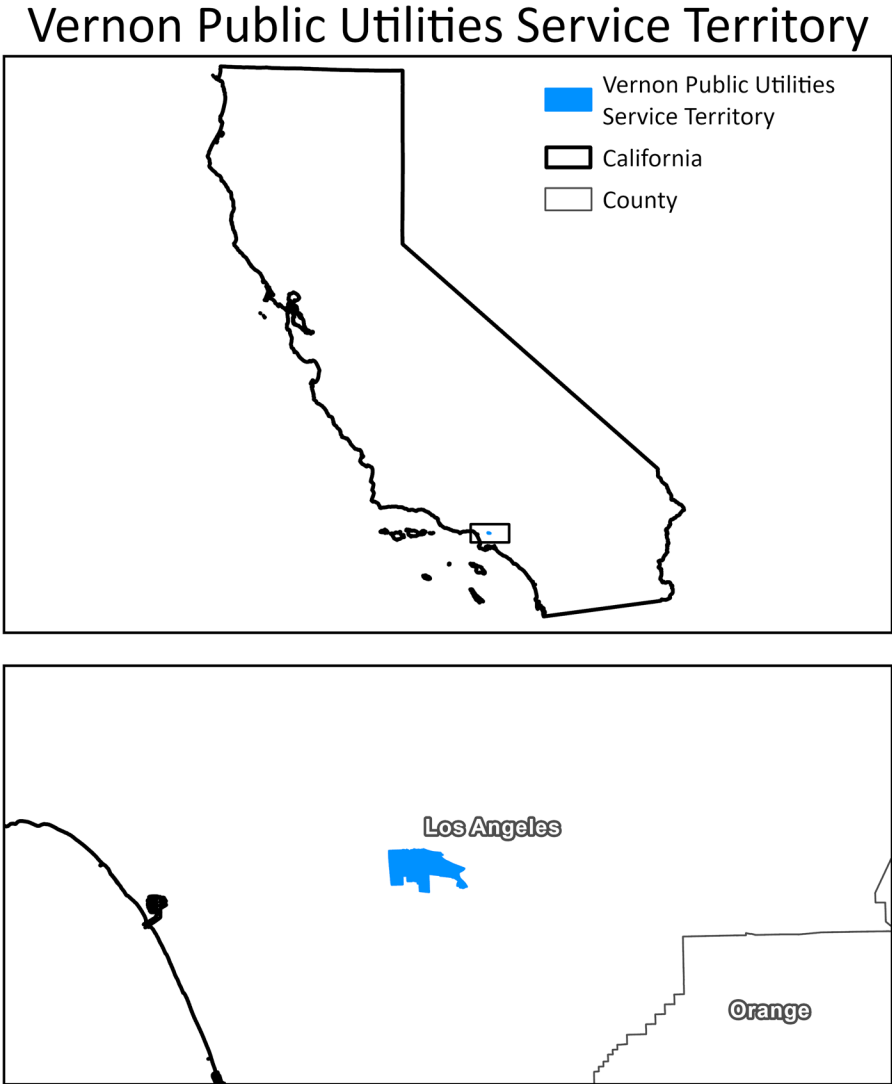 Vernon Public Utilities Service Territory
Vernon Public Utilities
Service Territory
California
County
Los Angeles
Orange